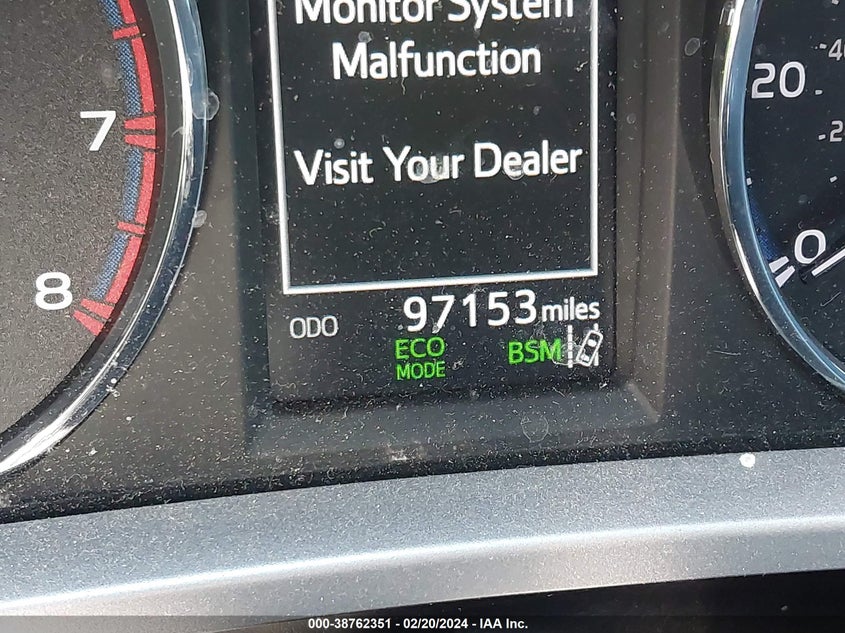 Monitor System
Malfunction
Visit Your Dealer
7
8
20
0
ODO 97153 miles
ECO MODE
BSM
000-38762351 - 02/20/2024 - IAA Inc.